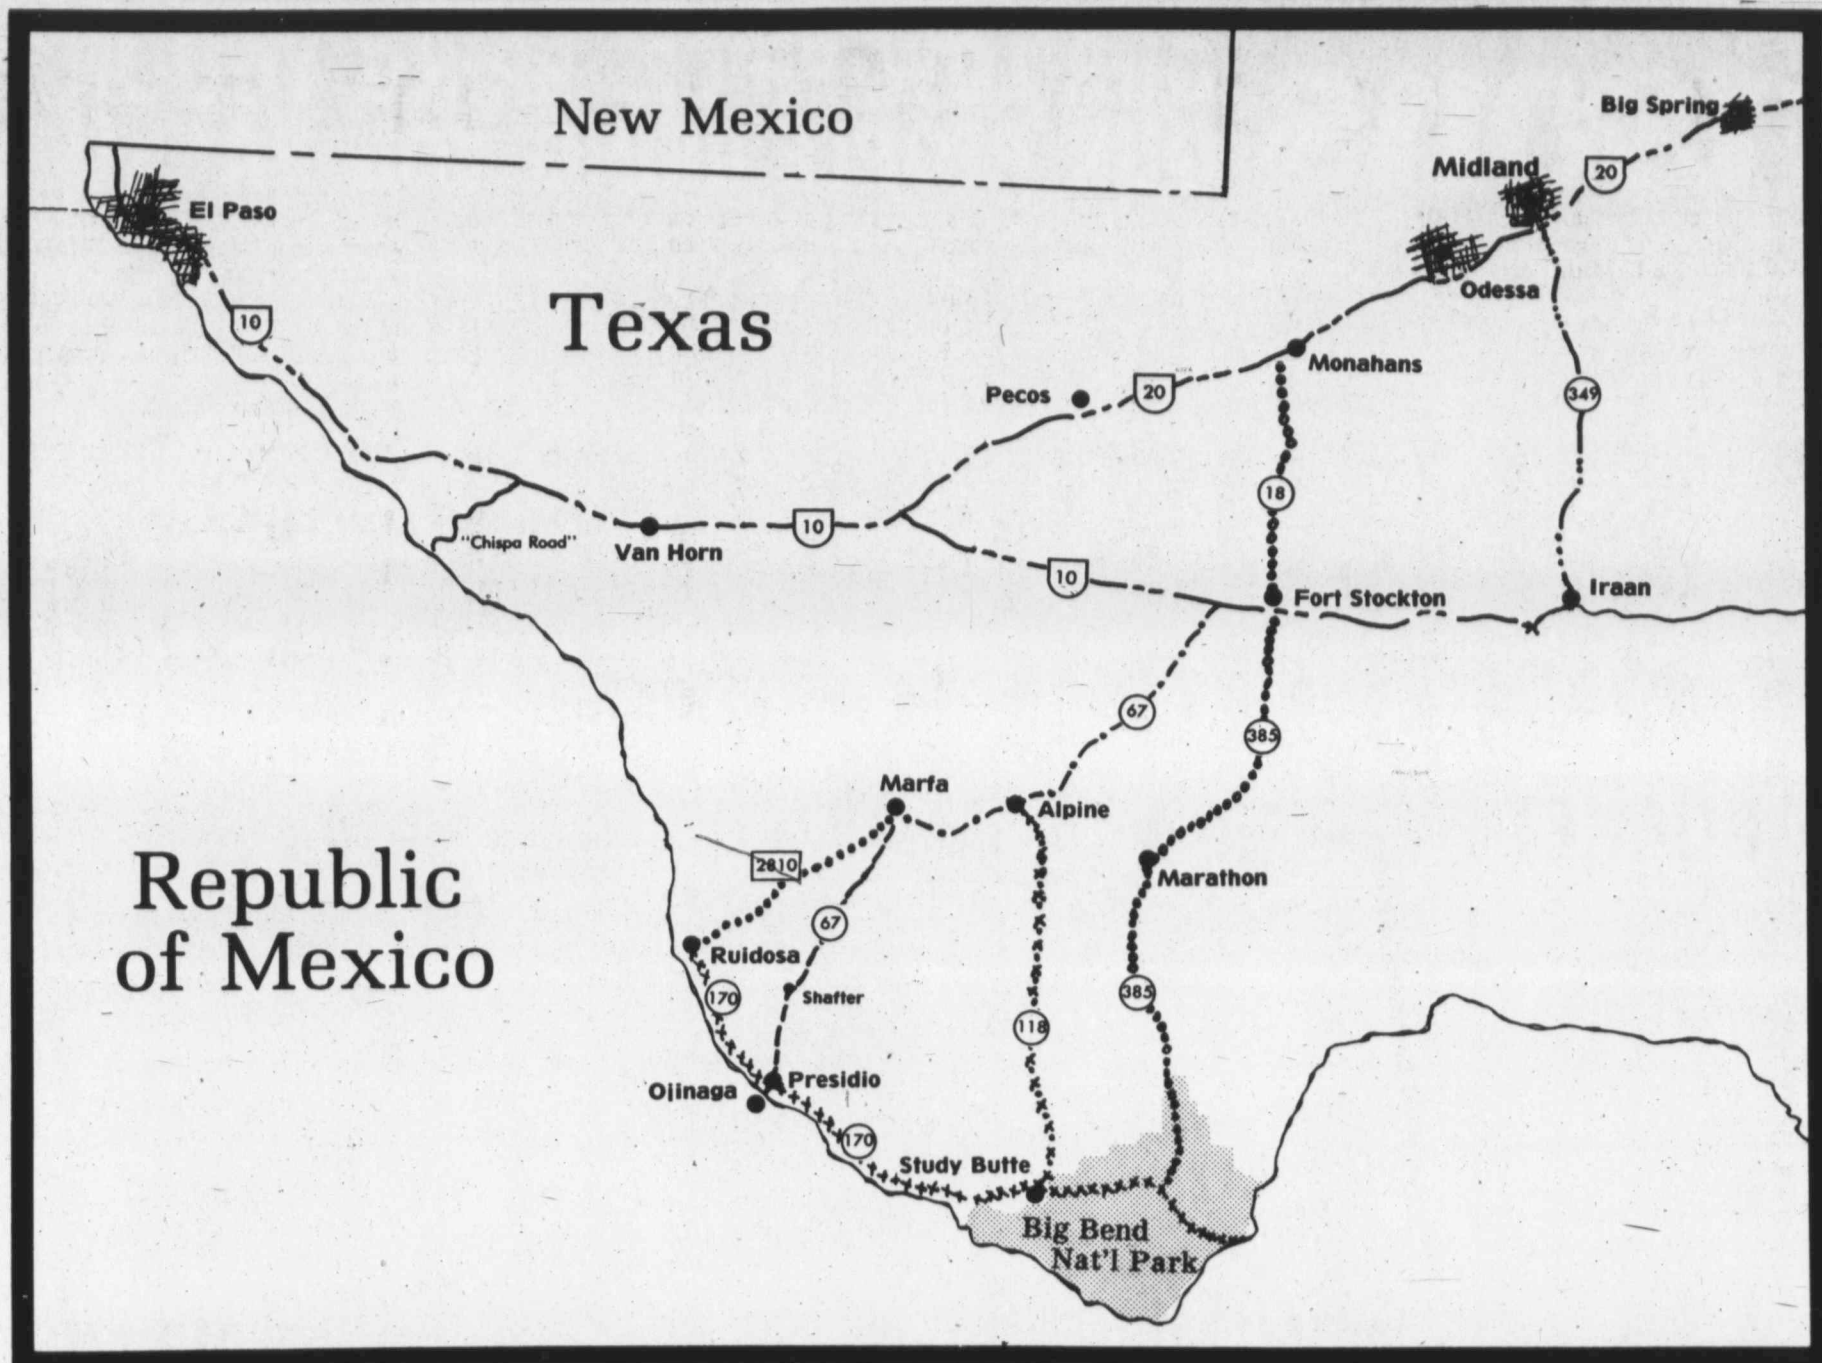 New Mexico
Big Spring
Midland
20
El Paso
Odessa
10
Texas
Monahans
Pecos
20
349
18
"Chispa Road"
Van Horn
10
10
Fort Stockton
Iraan
67
385
Marfa
Alpine
2810
Marathon
Republic
of Mexico
67
Ruidosa
170
Shafter
385
118
Presidio
Ojinaga
170
Study Butte
Big Bend
Nat'l Park